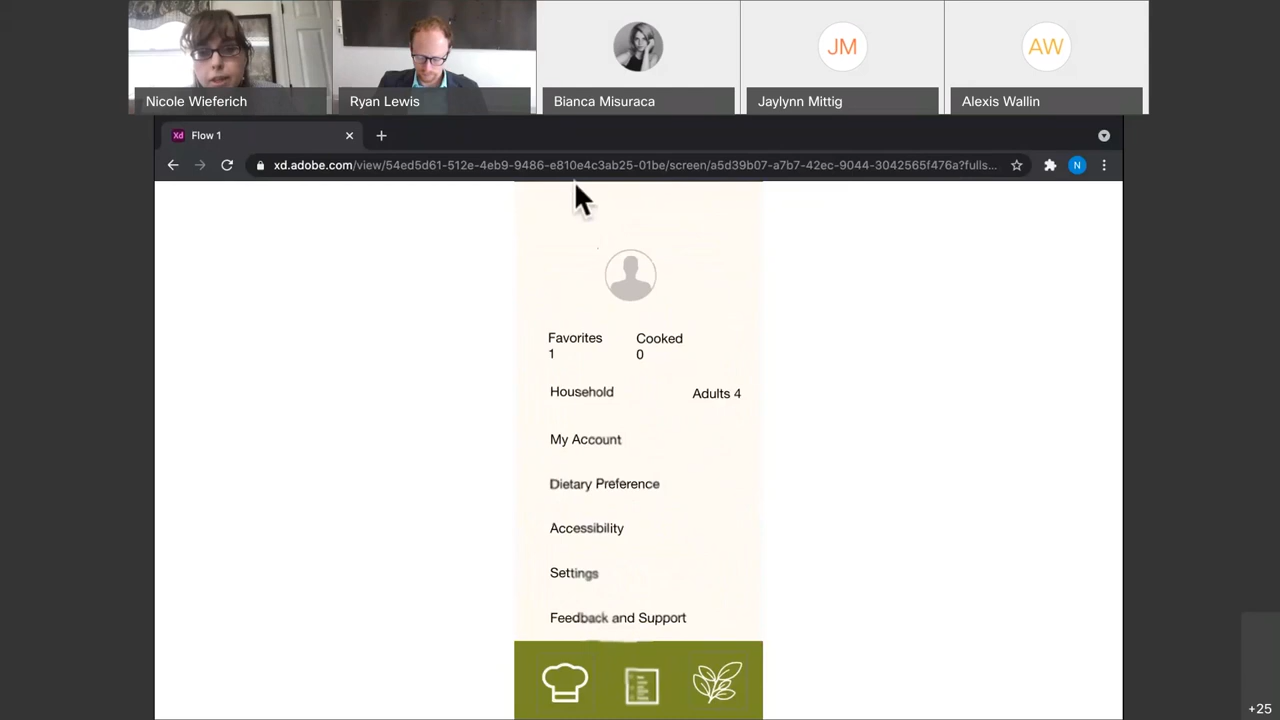 Nicole Wieferich
Ryan Lewis
Bianca Misuraca
JM
Jaylynn Mittig
AW
Alexis Wallin
Xd Flow 1
xd.adobe.com/view/54ed5d61-512e-4eb9-9486-e810e4c3ab25-01be/screen/a5d39b07-a7b7-42ec-9044-3042565f476a?fulls...
N
Favorites Cooked
1 0
Household Adults 4
My Account
Dietary Preference
Accessibility
Settings
Feedback and Support
+25